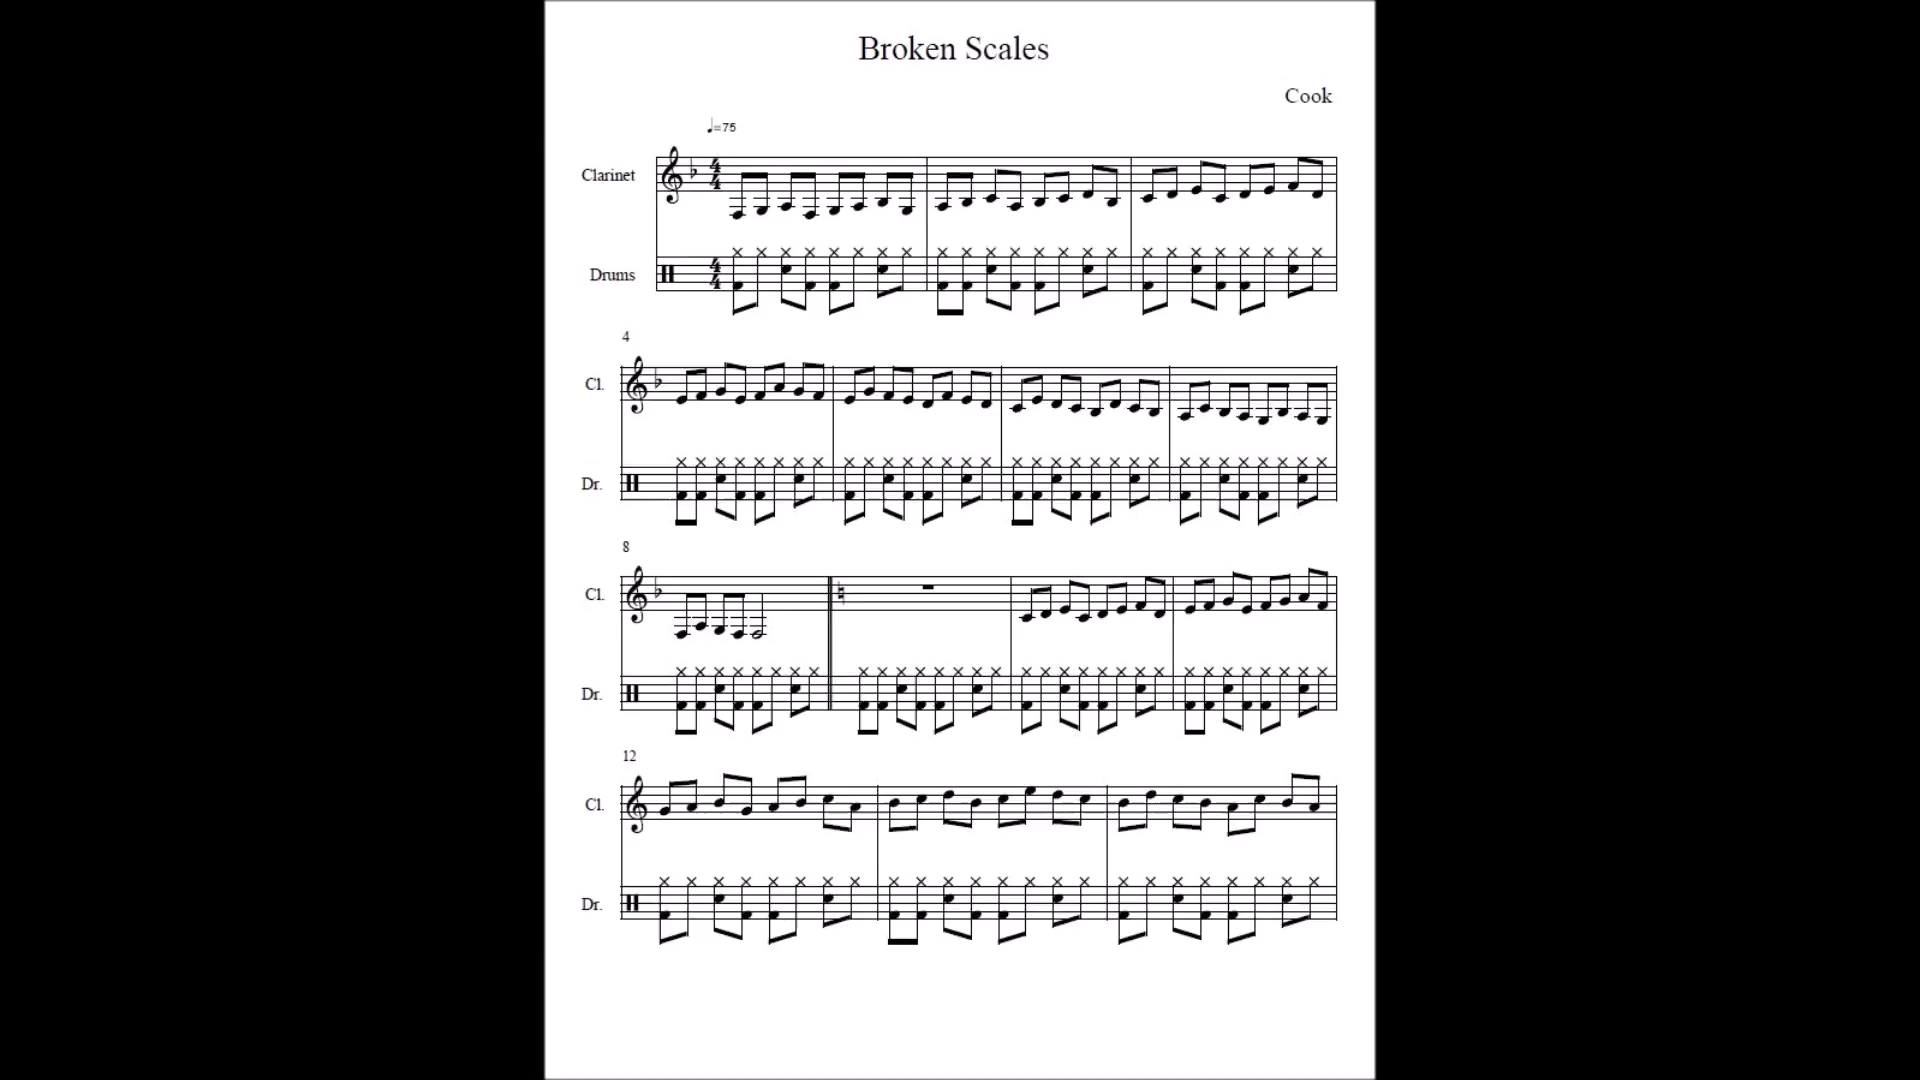 Broken Scales
Cook
♩=75
Clarinet
Drums
4
Cl.
Dr.
8
Cl.
Dr.
12
Cl.
Dr.